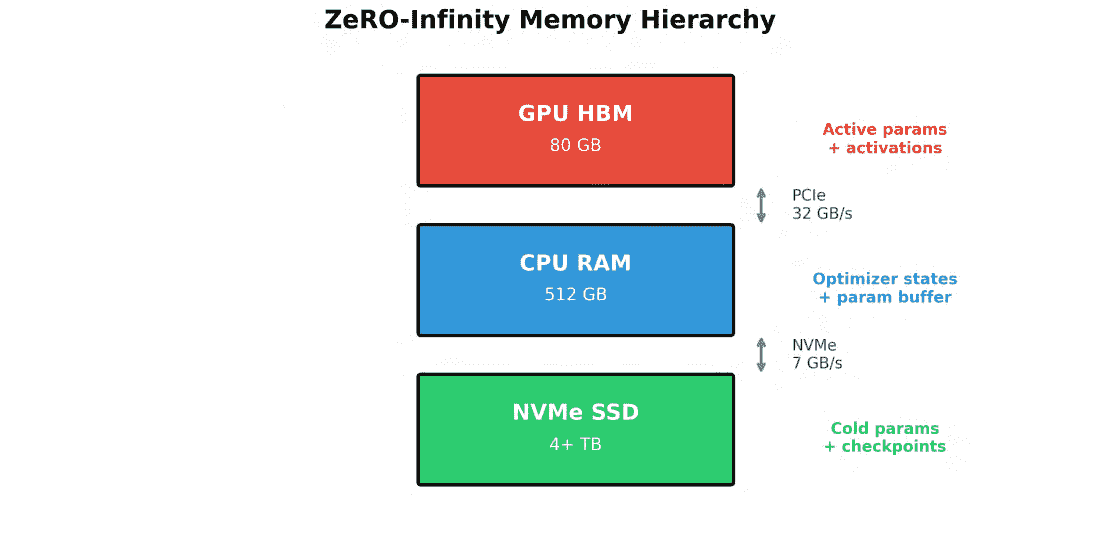 ZeRO-Infinity Memory Hierarchy
GPU HBM
80 GB
Active params
+ activations
PCIe
32 GB/s
CPU RAM
512 GB
Optimizer states
+ param buffer
NVMe
7 GB/s
NVMe SSD
4+ TB
Cold params
+ checkpoints